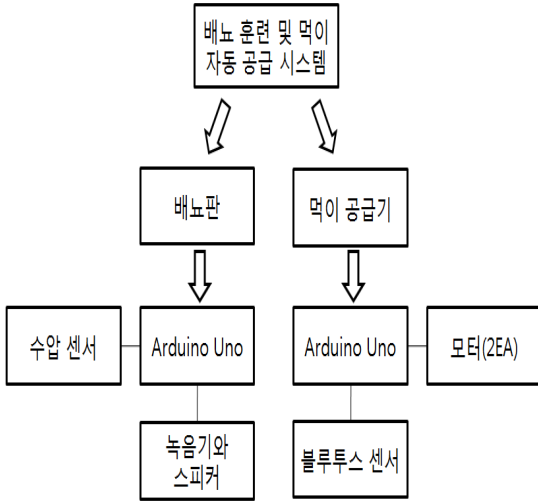 배뇨 훈련 및 먹이
자동 공급 시스템
배뇨판
먹이 공급기
수압 센서
Arduino Uno
Arduino Uno
모터(2EA)
녹음기와
스피커
블루투스 센서